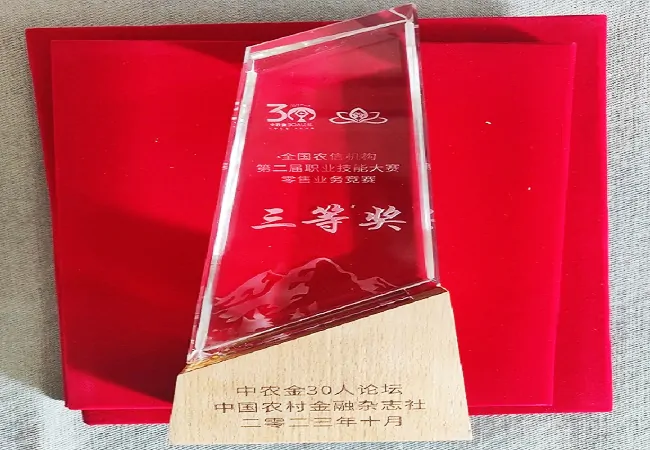 30
·全国农信机构
第二届职业技能大赛
零售业务竞赛
三等奖
中农金30人论坛
中国农村金融杂志社
二零二三年十月